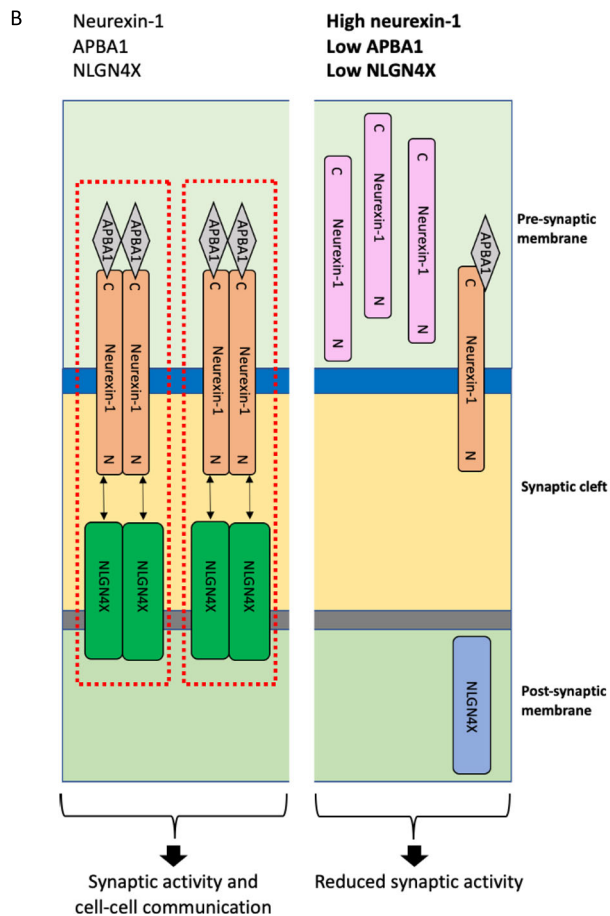 B
Neurexin-1
APBA1
NLGN4X
High neurexin-1
Low APBA1
Low NLGN4X
APBA1
APBA1
APBA1
APBA1
C Neurexin-1 N
C Neurexin-1 N
C Neurexin-1 N
C Neurexin-1 N
NLGN4X
NLGN4X
NLGN4X
NLGN4X
C Neurexin-1 N
C Neurexin-1 N
C Neurexin-1 N
APBA1
C Neurexin-1 N
NLGN4X
Pre-synaptic
membrane
Synaptic cleft
Post-synaptic
membrane
Synaptic activity and
cell-cell communication
Reduced synaptic activity